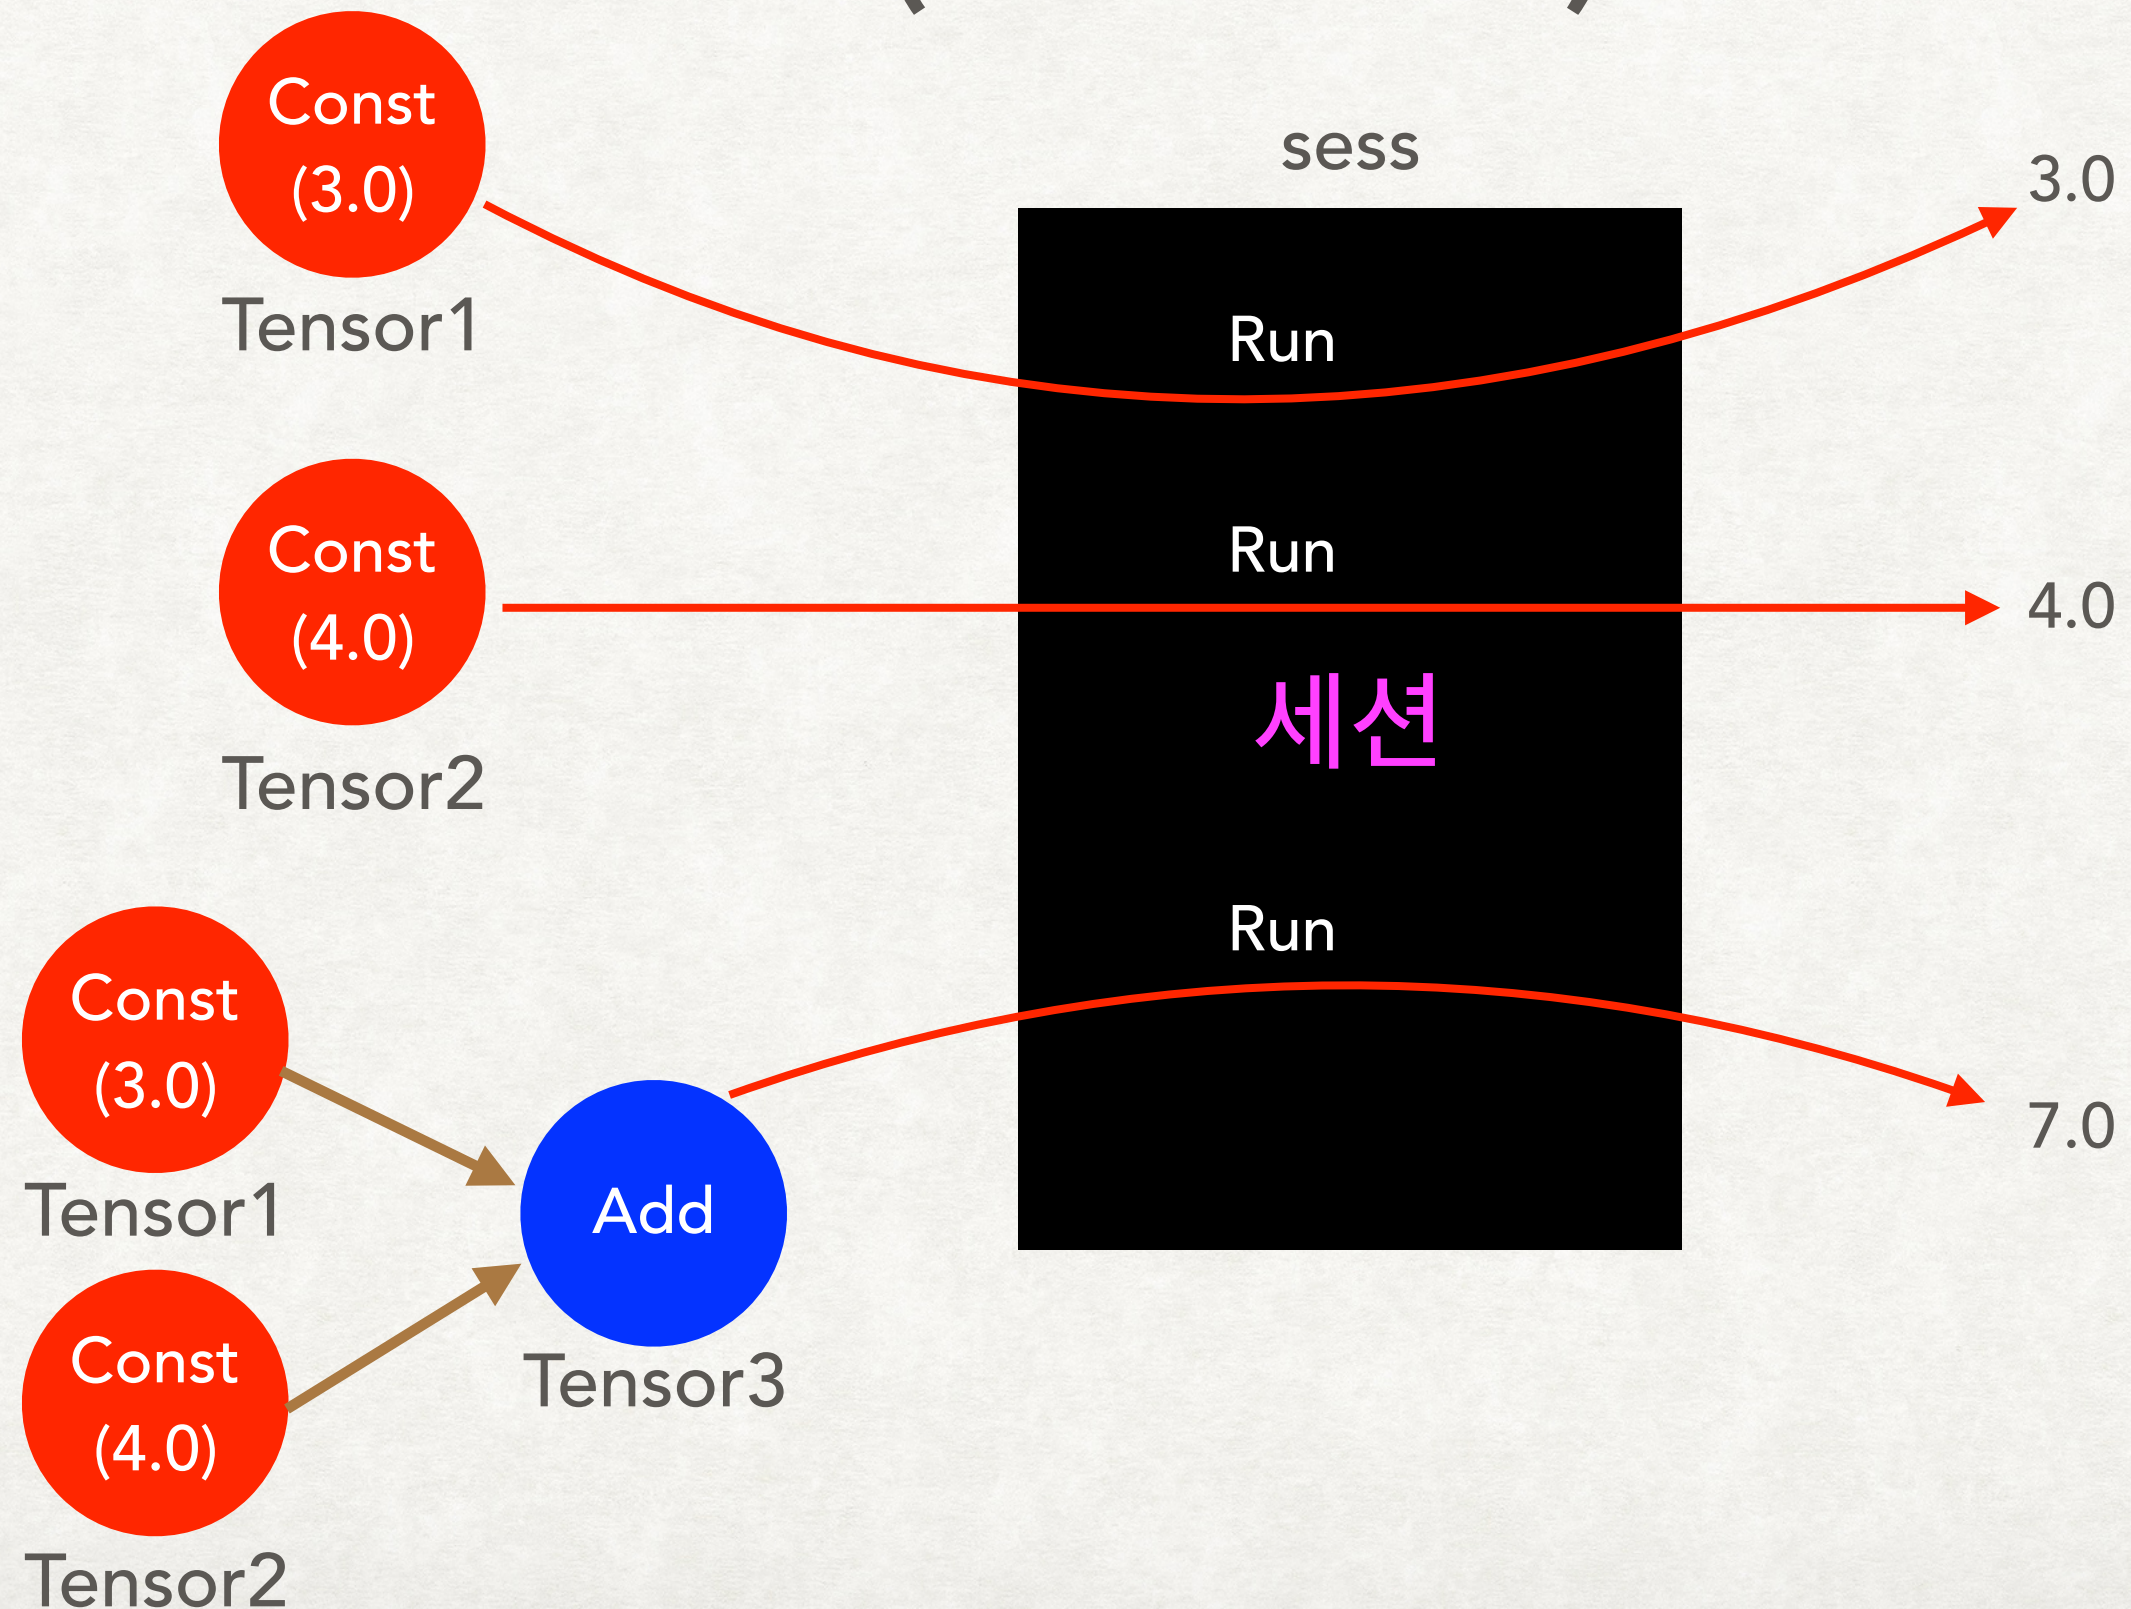 Const
(3.0)
Tensor1
sess
3.0
Run
Const
(4.0)
Tensor2
Run
4.0
세션
Run
Const
(3.0)
Tensor1
Add
Tensor3
7.0
Const
(4.0)
Tensor2